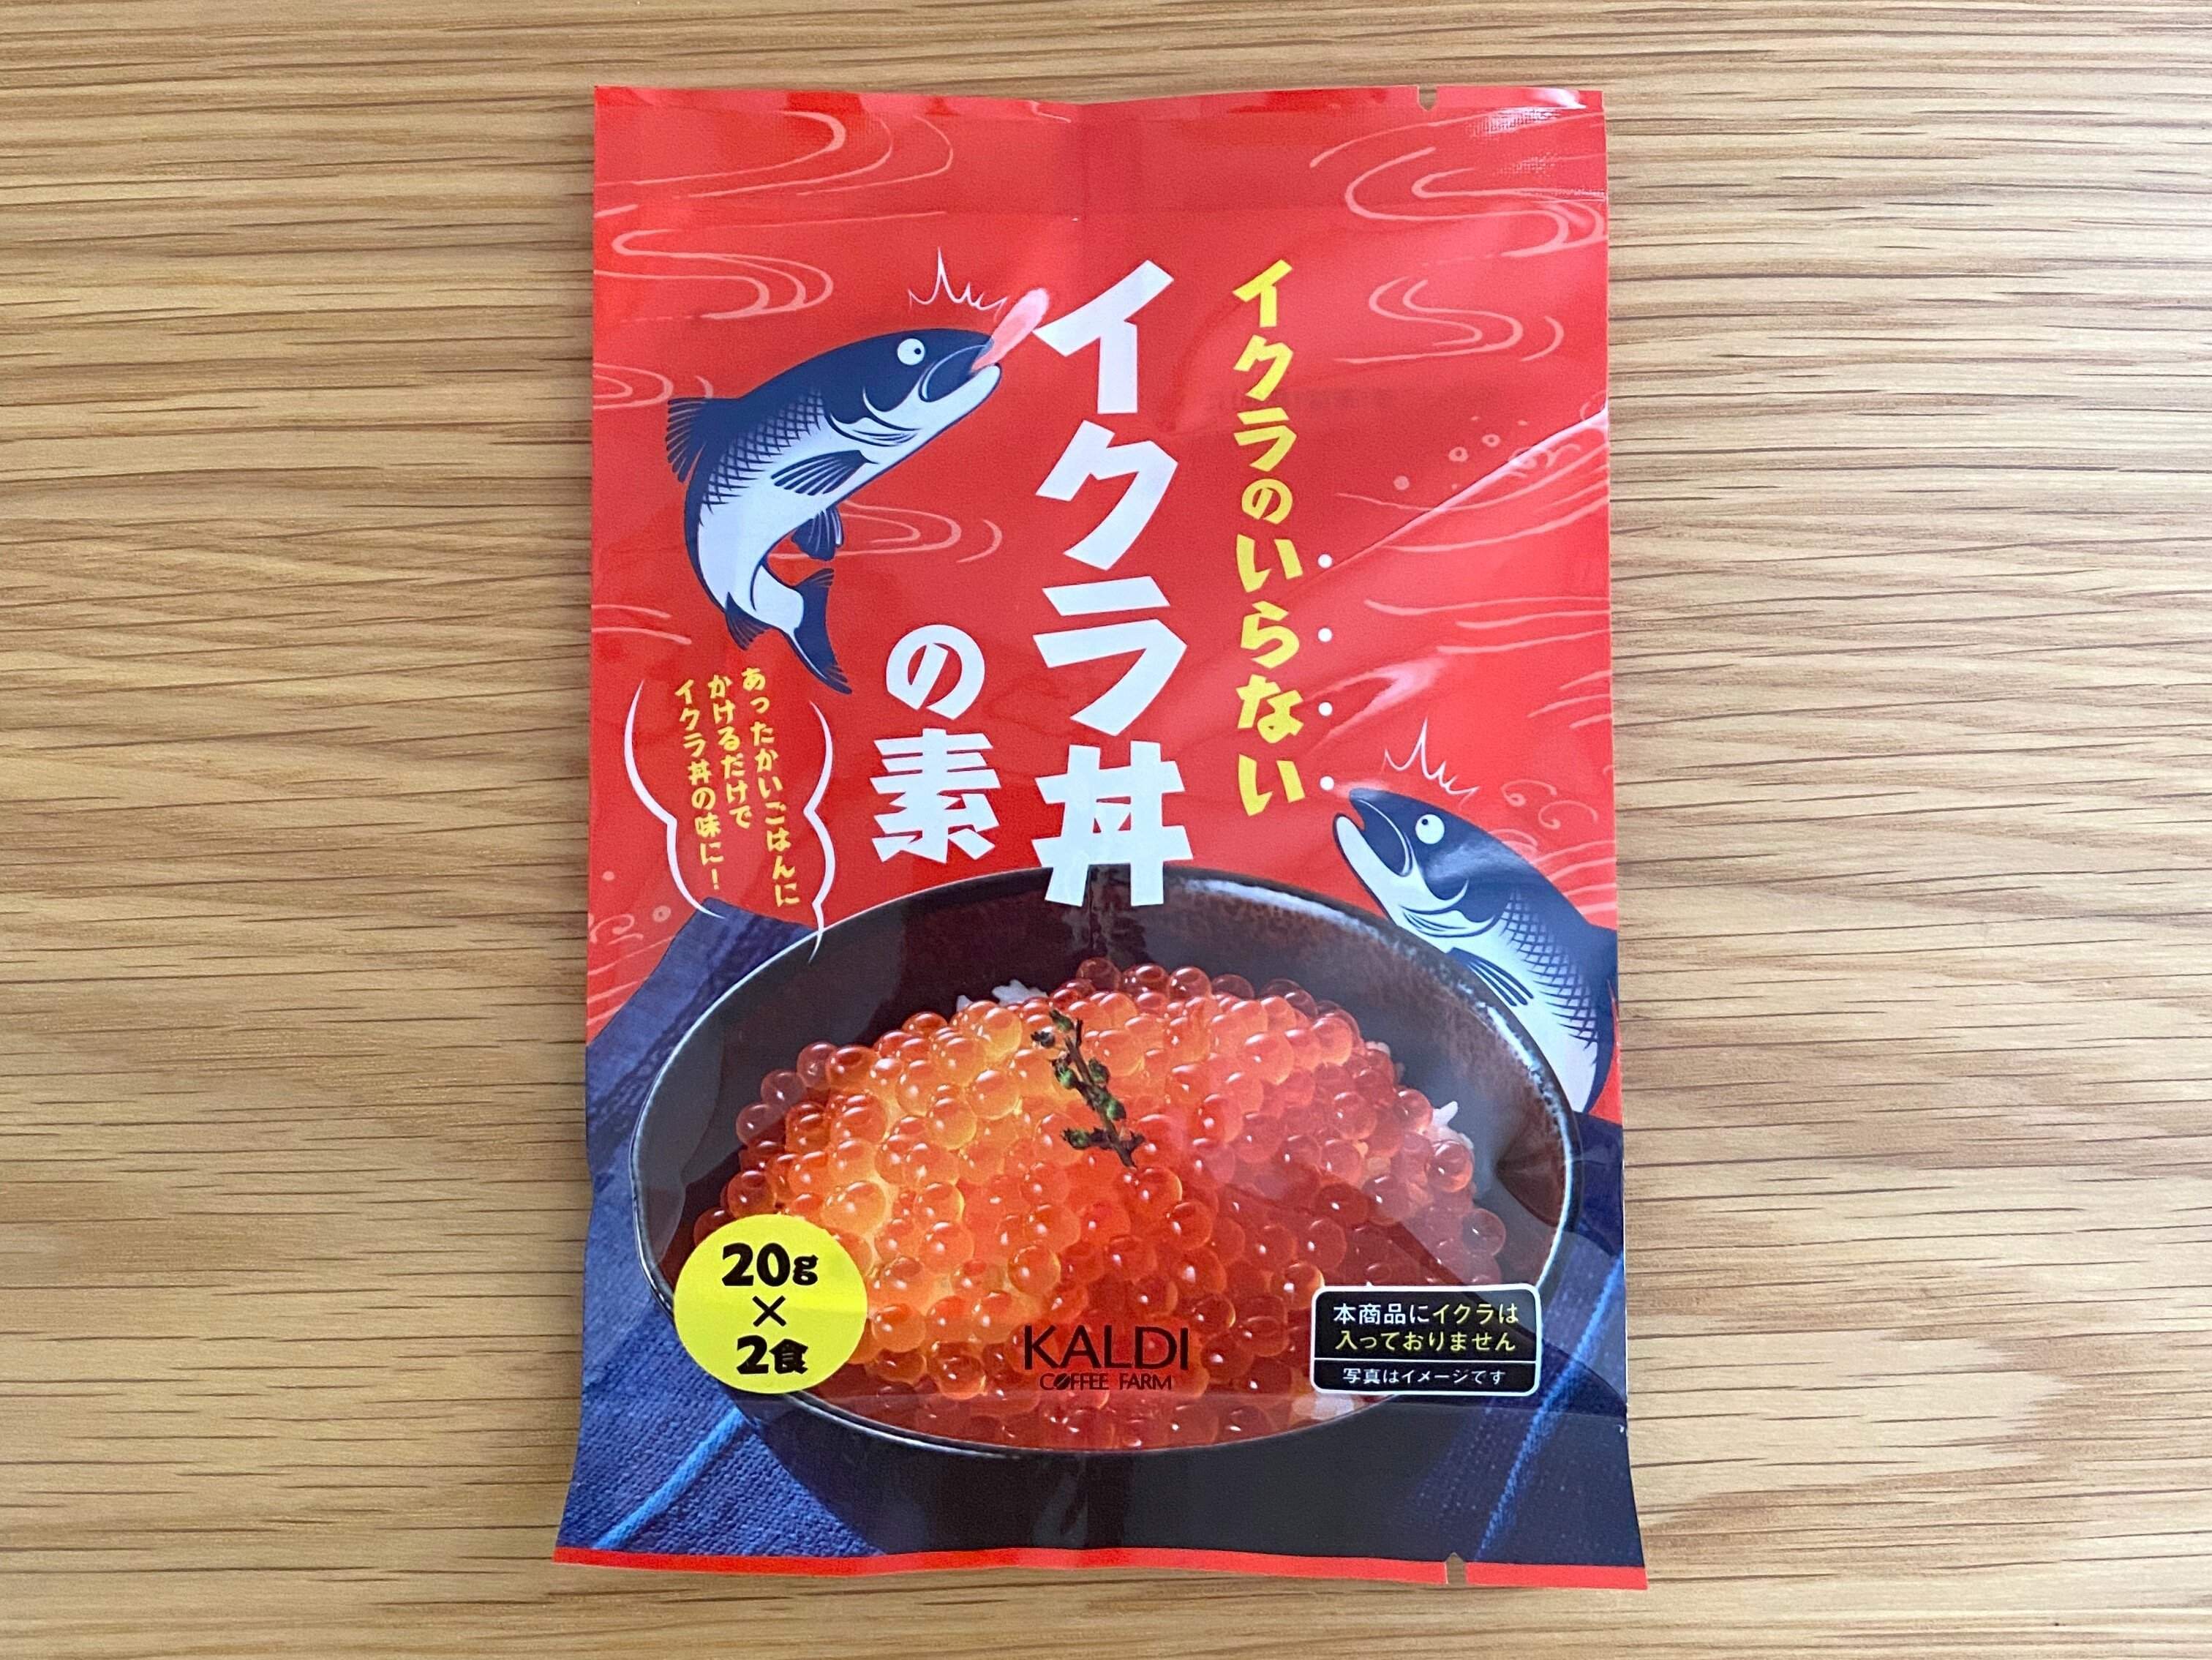 イクラのいらない
イクラ丼
の素
あったかいごはんに
かけるだけで
イクラ丼の味に！
20g
×
2食
KALDI
COFFEE FARM
本商品にイクラは
入っておりません
写真はイメージです